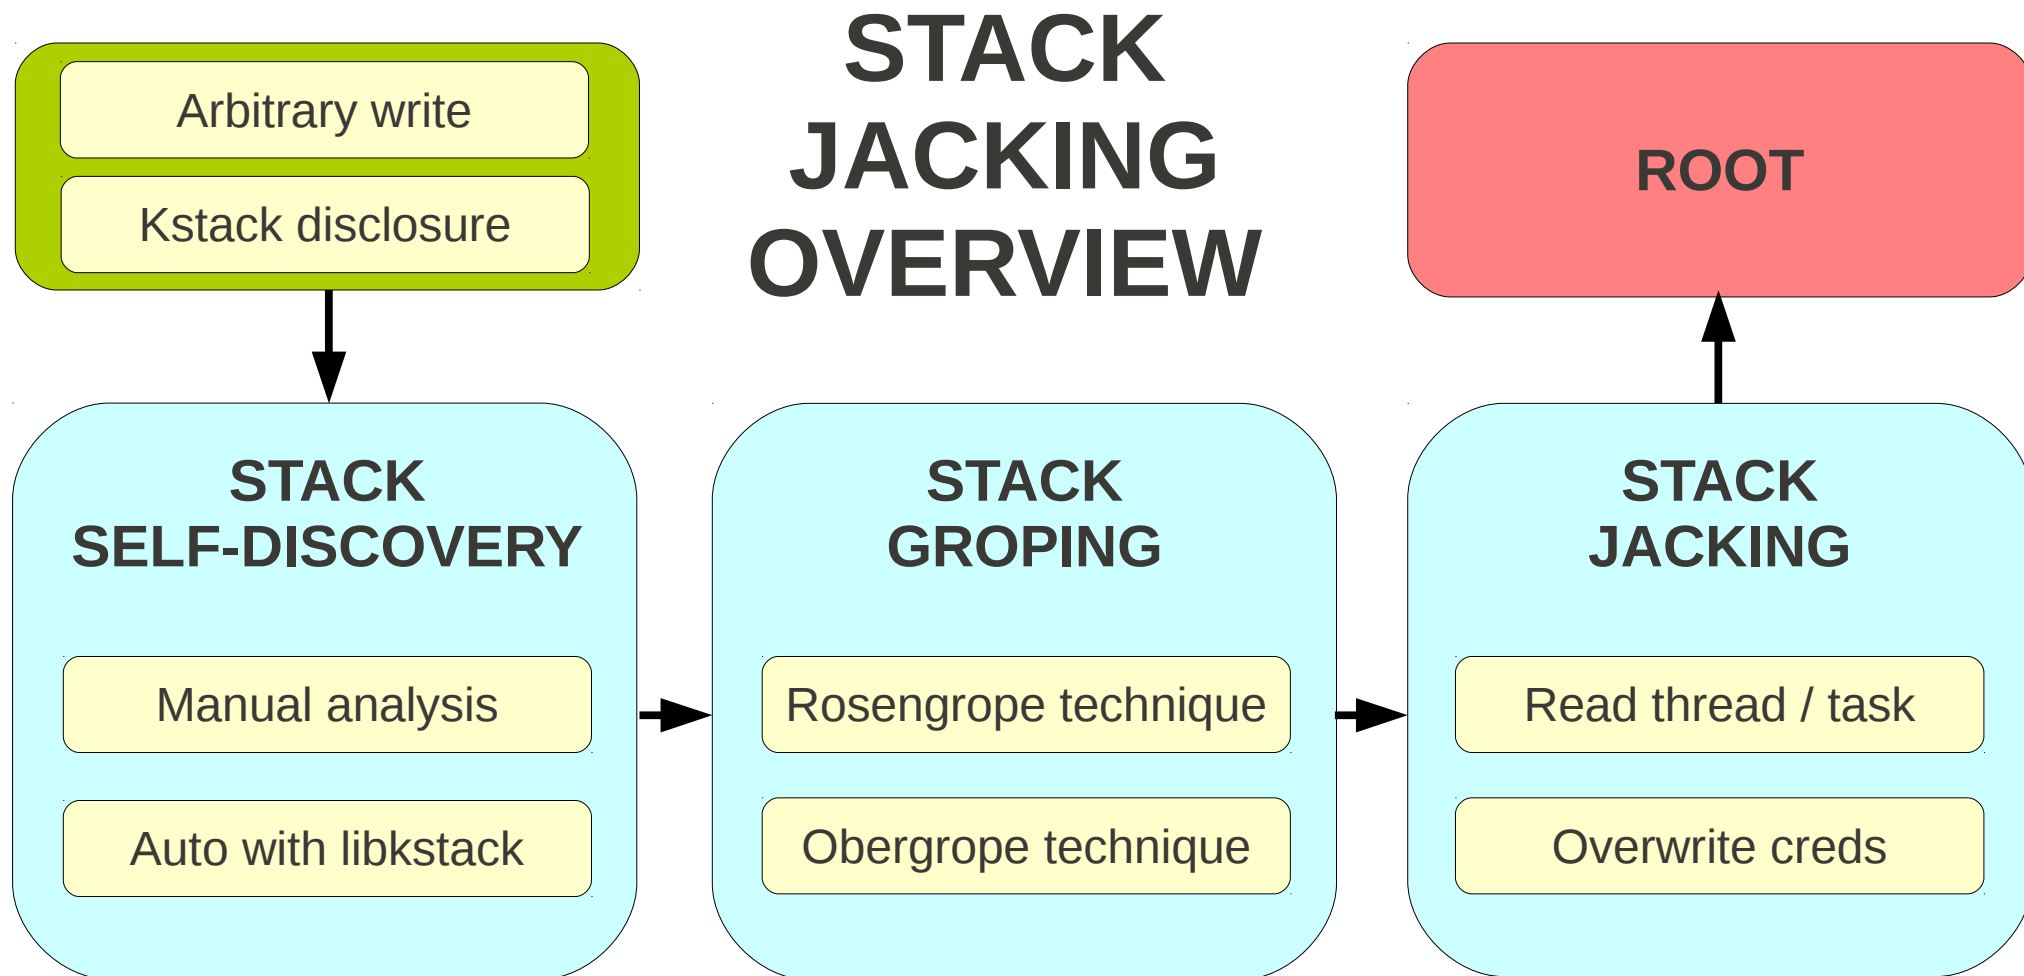 STACK
JACKING
OVERVIEW
Arbitrary write
Kstack disclosure
ROOT
STACK
SELF-DISCOVERY
Manual analysis
Auto with libkstack
STACK
GROPING
Rosengrope technique
Obergrope technique
STACK
JACKING
Read thread / task
Overwrite creds